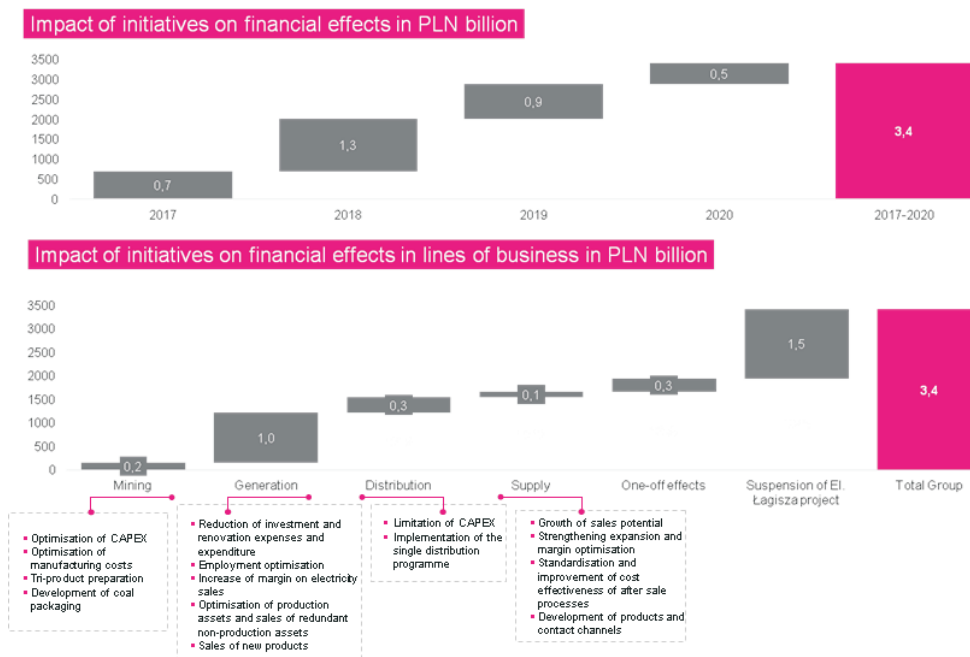 Impact of initiatives on financial effects in PLN billion
3500
3000
2500
2000
1500
1000
500
0
0,7
1,3
0,9
0,5
3,4
2017
2018
2019
2020
2017-2020
Impact of initiatives on financial effects in lines of business in PLN billion
3500
3000
2500
2000
1500
1000
500
0
0,2
1,0
0,3
0,1
0,3
1,5
3,4
Mining
Generation
Distribution
Supply
One-off effects
Suspension of El.
Łagisza project
Total Group
Optimisation of CAPEX
Optimisation of
manufacturing costs
Tri-product preparation
Development of coal
packaging
Reduction of investment and
renovation expenses and
expenditure
Employment optimisation
Increase of margin on electricity
sales
Optimisation of production
assets and sales of redundant
non-production assets
Sales of new products
Limitation of CAPEX
Implementation of the
single distribution
programme
Growth of sales potential
Strengthening expansion and
margin optimisation
Standardisation and
improvement of cost
effectiveness of after sale
processes
Development of products and
contact channels